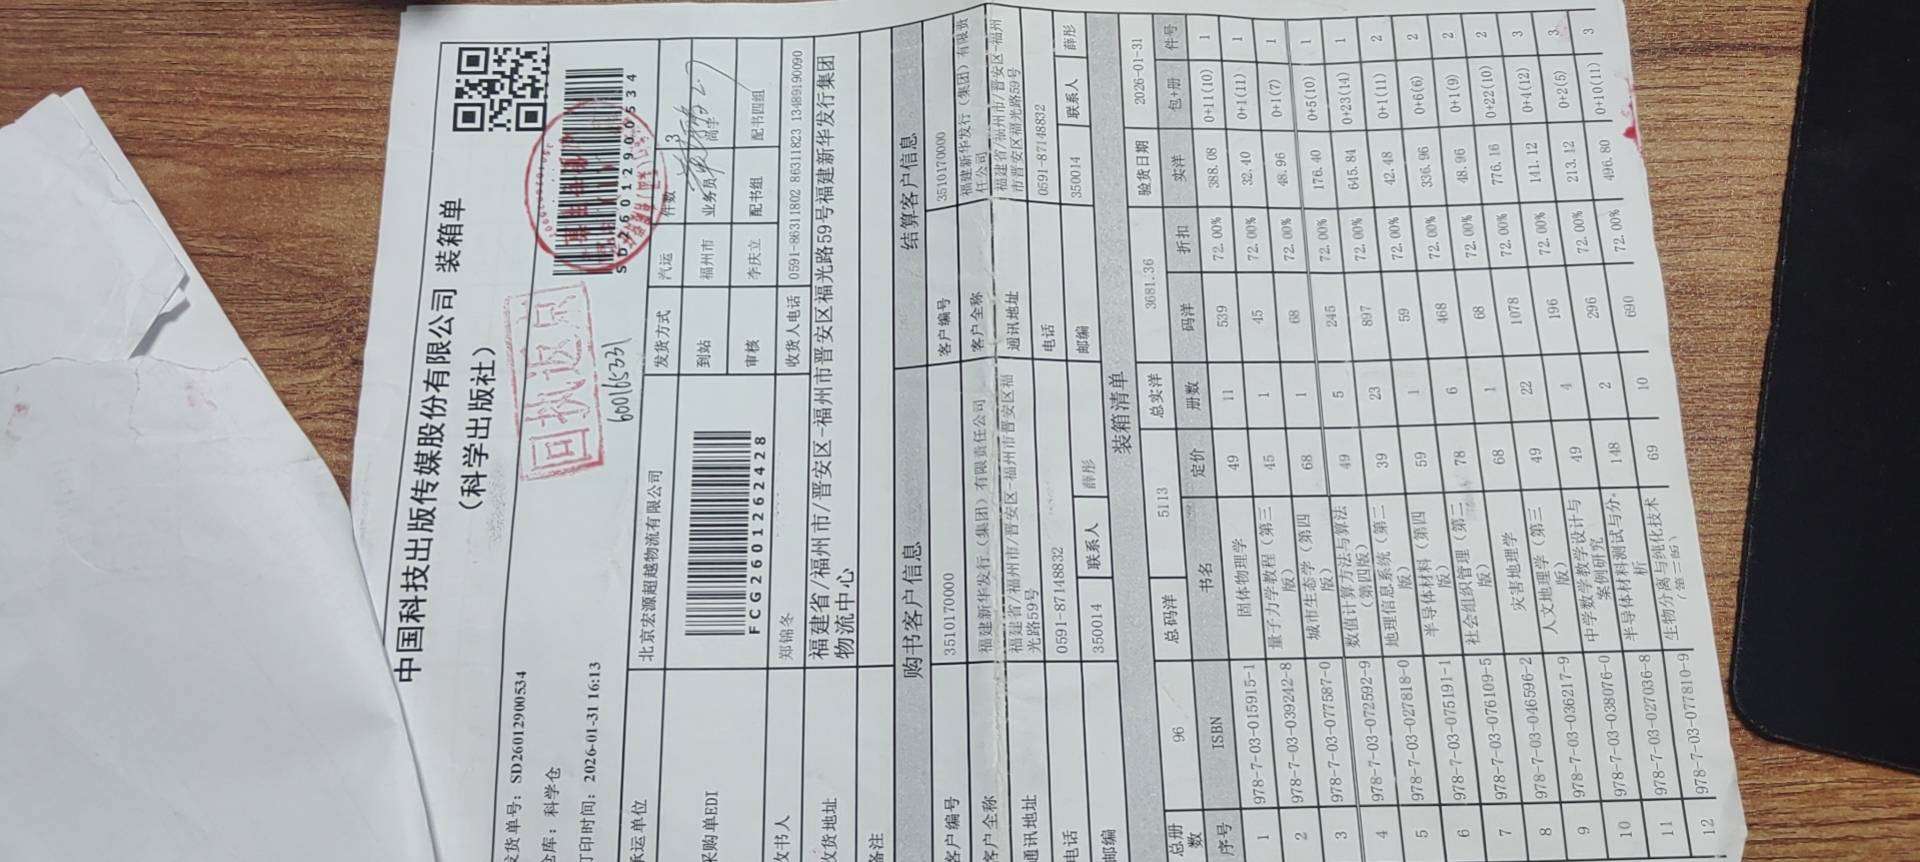 中国科技出版传媒股份有限公司 装箱单
（科学出版社）
回执返京
600165331
SD26012900534
发货单号：SD26012900534
仓库：科学仓
打印时间：2026-01-31 16:13
承运单位 北京宏源超越物流有限公司 发货方式 汽运 件数 3
采购单EDI FCG2601262428 到站 福州市 业务员 高宇
审核 李庆立 配书组 配书四组
收书人 郑锦冬 收货人电话 0591-86311802 86311823 13489190090
收货地址 福建省/福州市/晋安区-福州市晋安区福光路59号福建新华发行集团
物流中心
备注
购书客户信息 结算客户信息
客户编号 3510170000 客户编号 3510170000
客户全称 福建新华发行（集团）有限责任公司 客户全称 福建新华发行（集团）有限责
任公司
通讯地址 福建省/福州市/晋安区-福州市晋安区福 通讯地址 福建省/福州市/晋安区-福州
光路59号 市晋安区福光路59号
电话 0591-87148832 电话 0591-87148832
邮编 350014 联系人 薛彤 邮编 350014 联系人 薛彤
装箱清单
总册数 96 总码洋 5113 总实洋 3681.36 验货日期 2026-01-31
序号 ISBN 书名 定价 册数 码洋 折扣 实洋 包+册 件号
1 978-7-03-015915-1 固体物理学 49 11 539 72.00% 388.08 0+11(10) 1
2 978-7-03-039242-8 量子力学教程（第三 45 1 45 72.00% 32.40 0+1(11) 1
版）
3 978-7-03-077587-0 城市生态学（第四 68 1 68 72.00% 48.96 0+1(7) 1
版）
4 978-7-03-072592-9 数值计算方法与算法 49 5 245 72.00% 176.40 0+5(10) 1
（第四版）
5 978-7-03-027818-0 地理信息系统（第二 39 23 897 72.00% 645.84 0+23(14) 1
版）
6 978-7-03-075191-1 半导体材料（第四 59 1 59 72.00% 42.48 0+1(11) 2
版）
7 978-7-03-076109-5 社会组织管理（第二 78 6 468 72.00% 336.96 0+6(6) 2
版）
8 978-7-03-046596-2 灾害地理学 68 1 68 72.00% 48.96 0+1(9) 2
9 978-7-03-036217-9 人文地理学（第三 49 22 1078 72.00% 776.16 0+22(10) 2
版）
10 978-7-03-038076-0 中学数学教学设计与 49 4 196 72.00% 141.12 0+4(12) 3
案例研究
11 978-7-03-027036-8 半导体材料测试与分 148 2 296 72.00% 213.12 0+2(5) 3
析
12 978-7-03-077810-9 生物分离与纯化技术 69 10 690 72.00% 496.80 0+10(11) 3
（第三版）